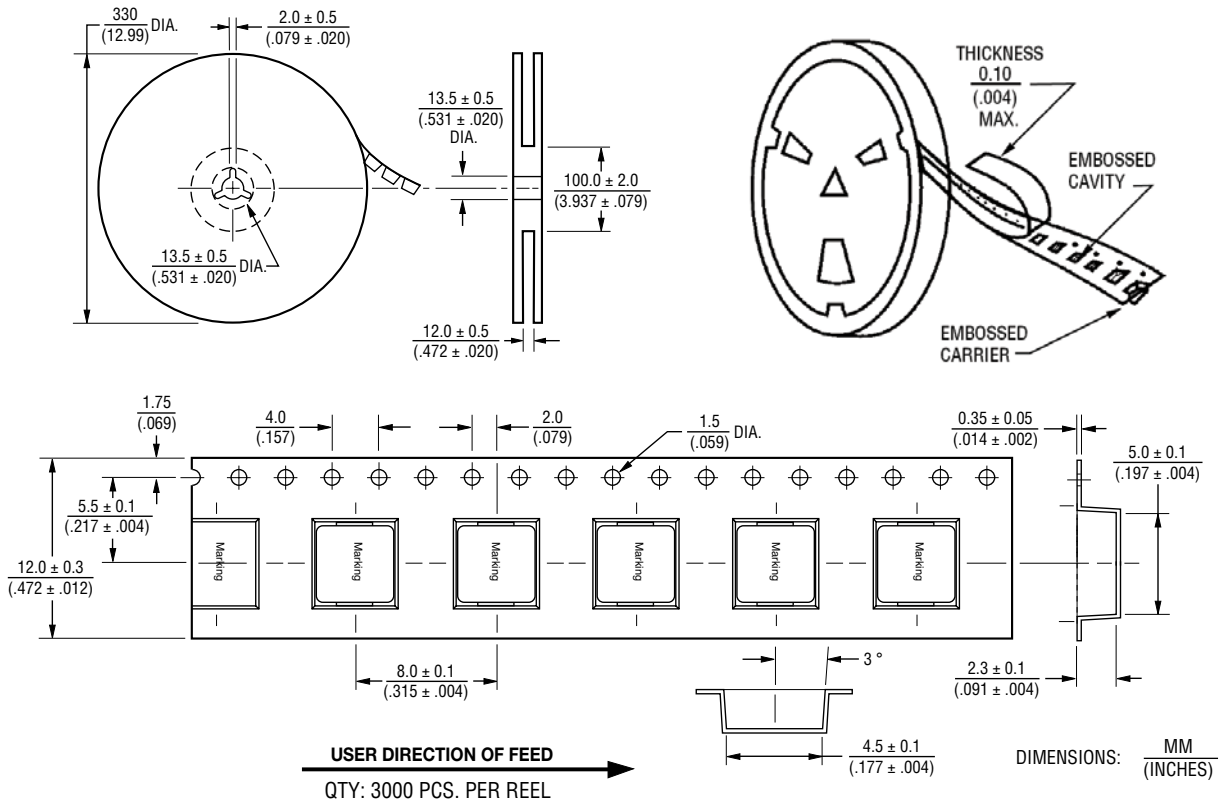 330
(12.99)
DIA.
2.0 ± 0.5
(.079 ± .020)
13.5 ± 0.5
(.531 ± .020)
DIA.
100.0 ± 2.0
(3.937 ± .079)
13.5 ± 0.5
(.531 ± .020)
DIA.
12.0 ± 0.5
(.472 ± .020)
THICKNESS
0.10
(.004)
MAX.
EMBOSSED
CAVITY
EMBOSSED
CARRIER
1.75
(.069)
4.0
(.157)
2.0
(.079)
1.5
(.059)
DIA.
0.35 ± 0.05
(.014 ± .002)
5.0 ± 0.1
(.197 ± .004)
5.5 ± 0.1
(.217 ± .004)
12.0 ± 0.3
(.472 ± .012)
Marking
Marking
Marking
Marking
Marking
Marking
8.0 ± 0.1
(.315 ± .004)
3 °
2.3 ± 0.1
(.091 ± .004)
4.5 ± 0.1
(.177 ± .004)
USER DIRECTION OF FEED
QTY: 3000 PCS. PER REEL
DIMENSIONS:
MM
(INCHES)